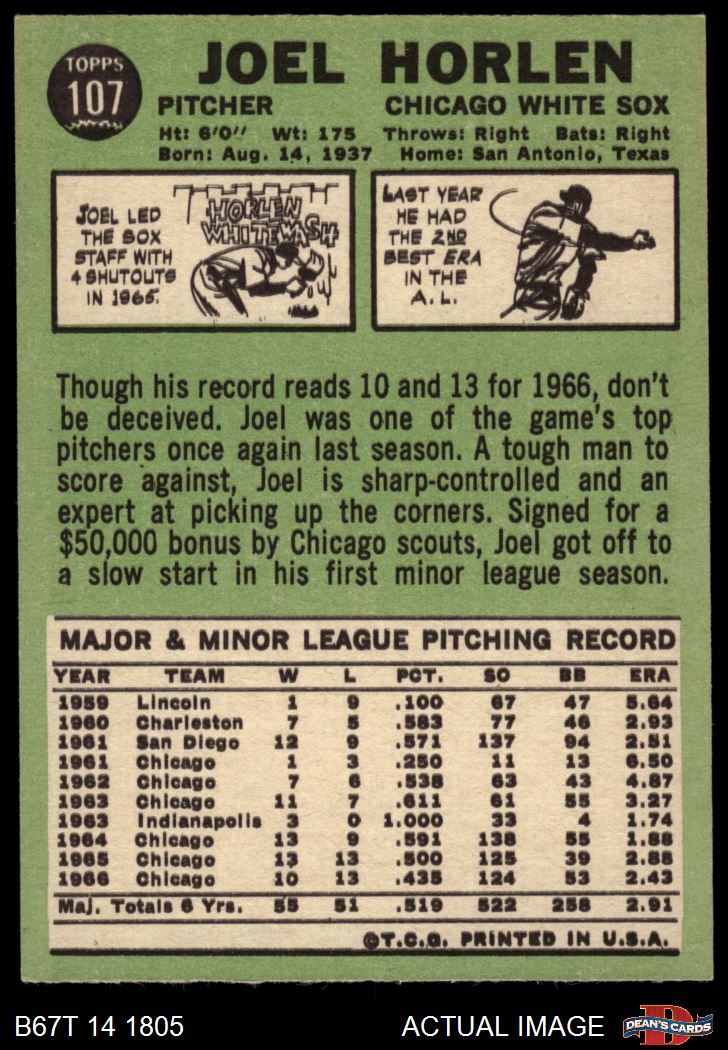 TOPPS
107
JOEL HORLEN
PITCHER CHICAGO WHITE SOX
Ht: 6'0" Wt: 175 Throws: Right Bats: Right
Born: Aug. 14, 1937 Home: San Antonio, Texas
JOEL LED
THE SOX
STAFF WITH
4 SHUTOUTS
IN 1965.
HORLEN
WHITEWASH
LAST YEAR
HE HAD
THE 2ND
BEST ERA
IN THE
A.L.
Though his record reads 10 and 13 for 1966, don't
be deceived. Joel was one of the game's top
pitchers once again last season. A tough man to
score against, Joel is sharp-controlled and an
expert at picking up the corners. Signed for a
$50,000 bonus by Chicago scouts, Joel got off to
a slow start in his first minor league season.
MAJOR & MINOR LEAGUE PITCHING RECORD
YEAR TEAM W L PCT. SO BB ERA
1959 Lincoln 1 9 .100 67 47 5.64
1960 Charleston 7 5 .583 77 46 2.93
1961 San Diego 12 9 .571 137 94 2.51
1961 Chicago 1 3 .250 11 13 6.50
1962 Chicago 7 6 .538 63 43 4.87
1963 Chicago 11 7 .611 61 55 3.27
1963 Indianapolis 3 0 1.000 33 4 1.74
1964 Chicago 13 9 .591 138 55 1.88
1965 Chicago 13 13 .500 125 39 2.88
1966 Chicago 10 13 .435 124 53 2.43
Maj. Totals 6 Yrs. 55 51 .519 522 258 2.91
©T.C.G. PRINTED IN U.S.A.
B67T 14 1805 ACTUAL IMAGE
D
DEAN'S CARDS